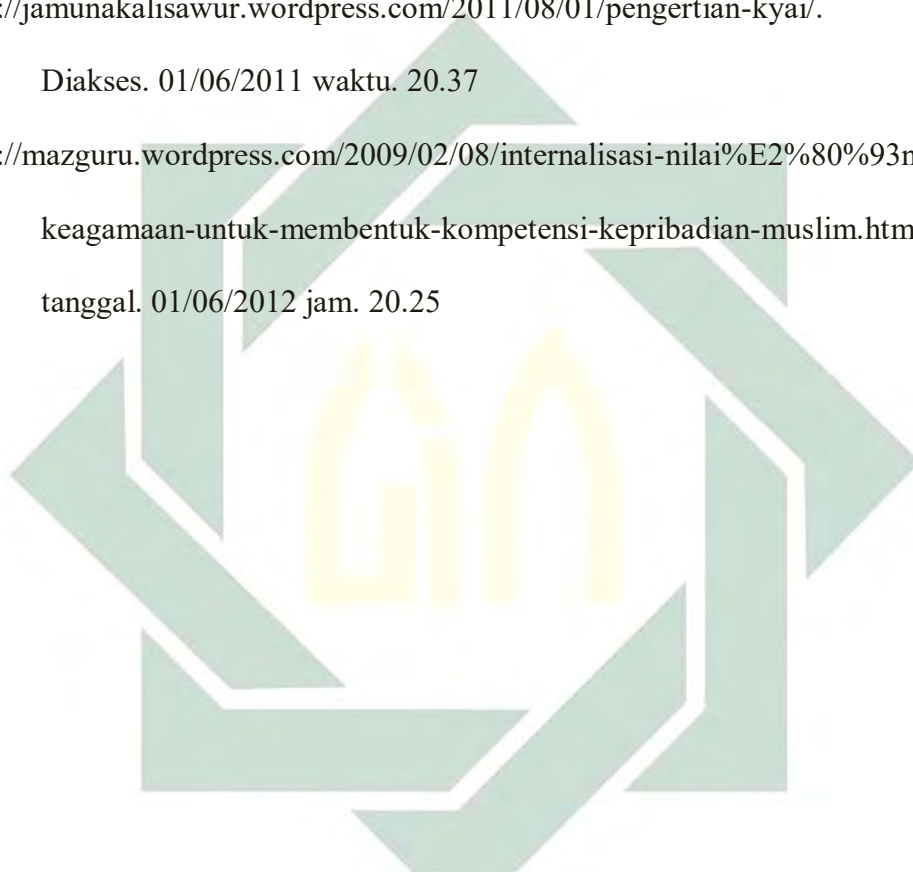 ://jamunakalisawur.wordpress.com/2011/08/01/pengertian-kyai/.
Diakses. 01/06/2011 waktu. 20.37
://mazguru.wordpress.com/2009/02/08/internalisasi-nilai%E2%80%93n
keagamaan-untuk-membentuk-kompetensi-kepribadian-muslim.htm
tanggal. 01/06/2012 jam. 20.25